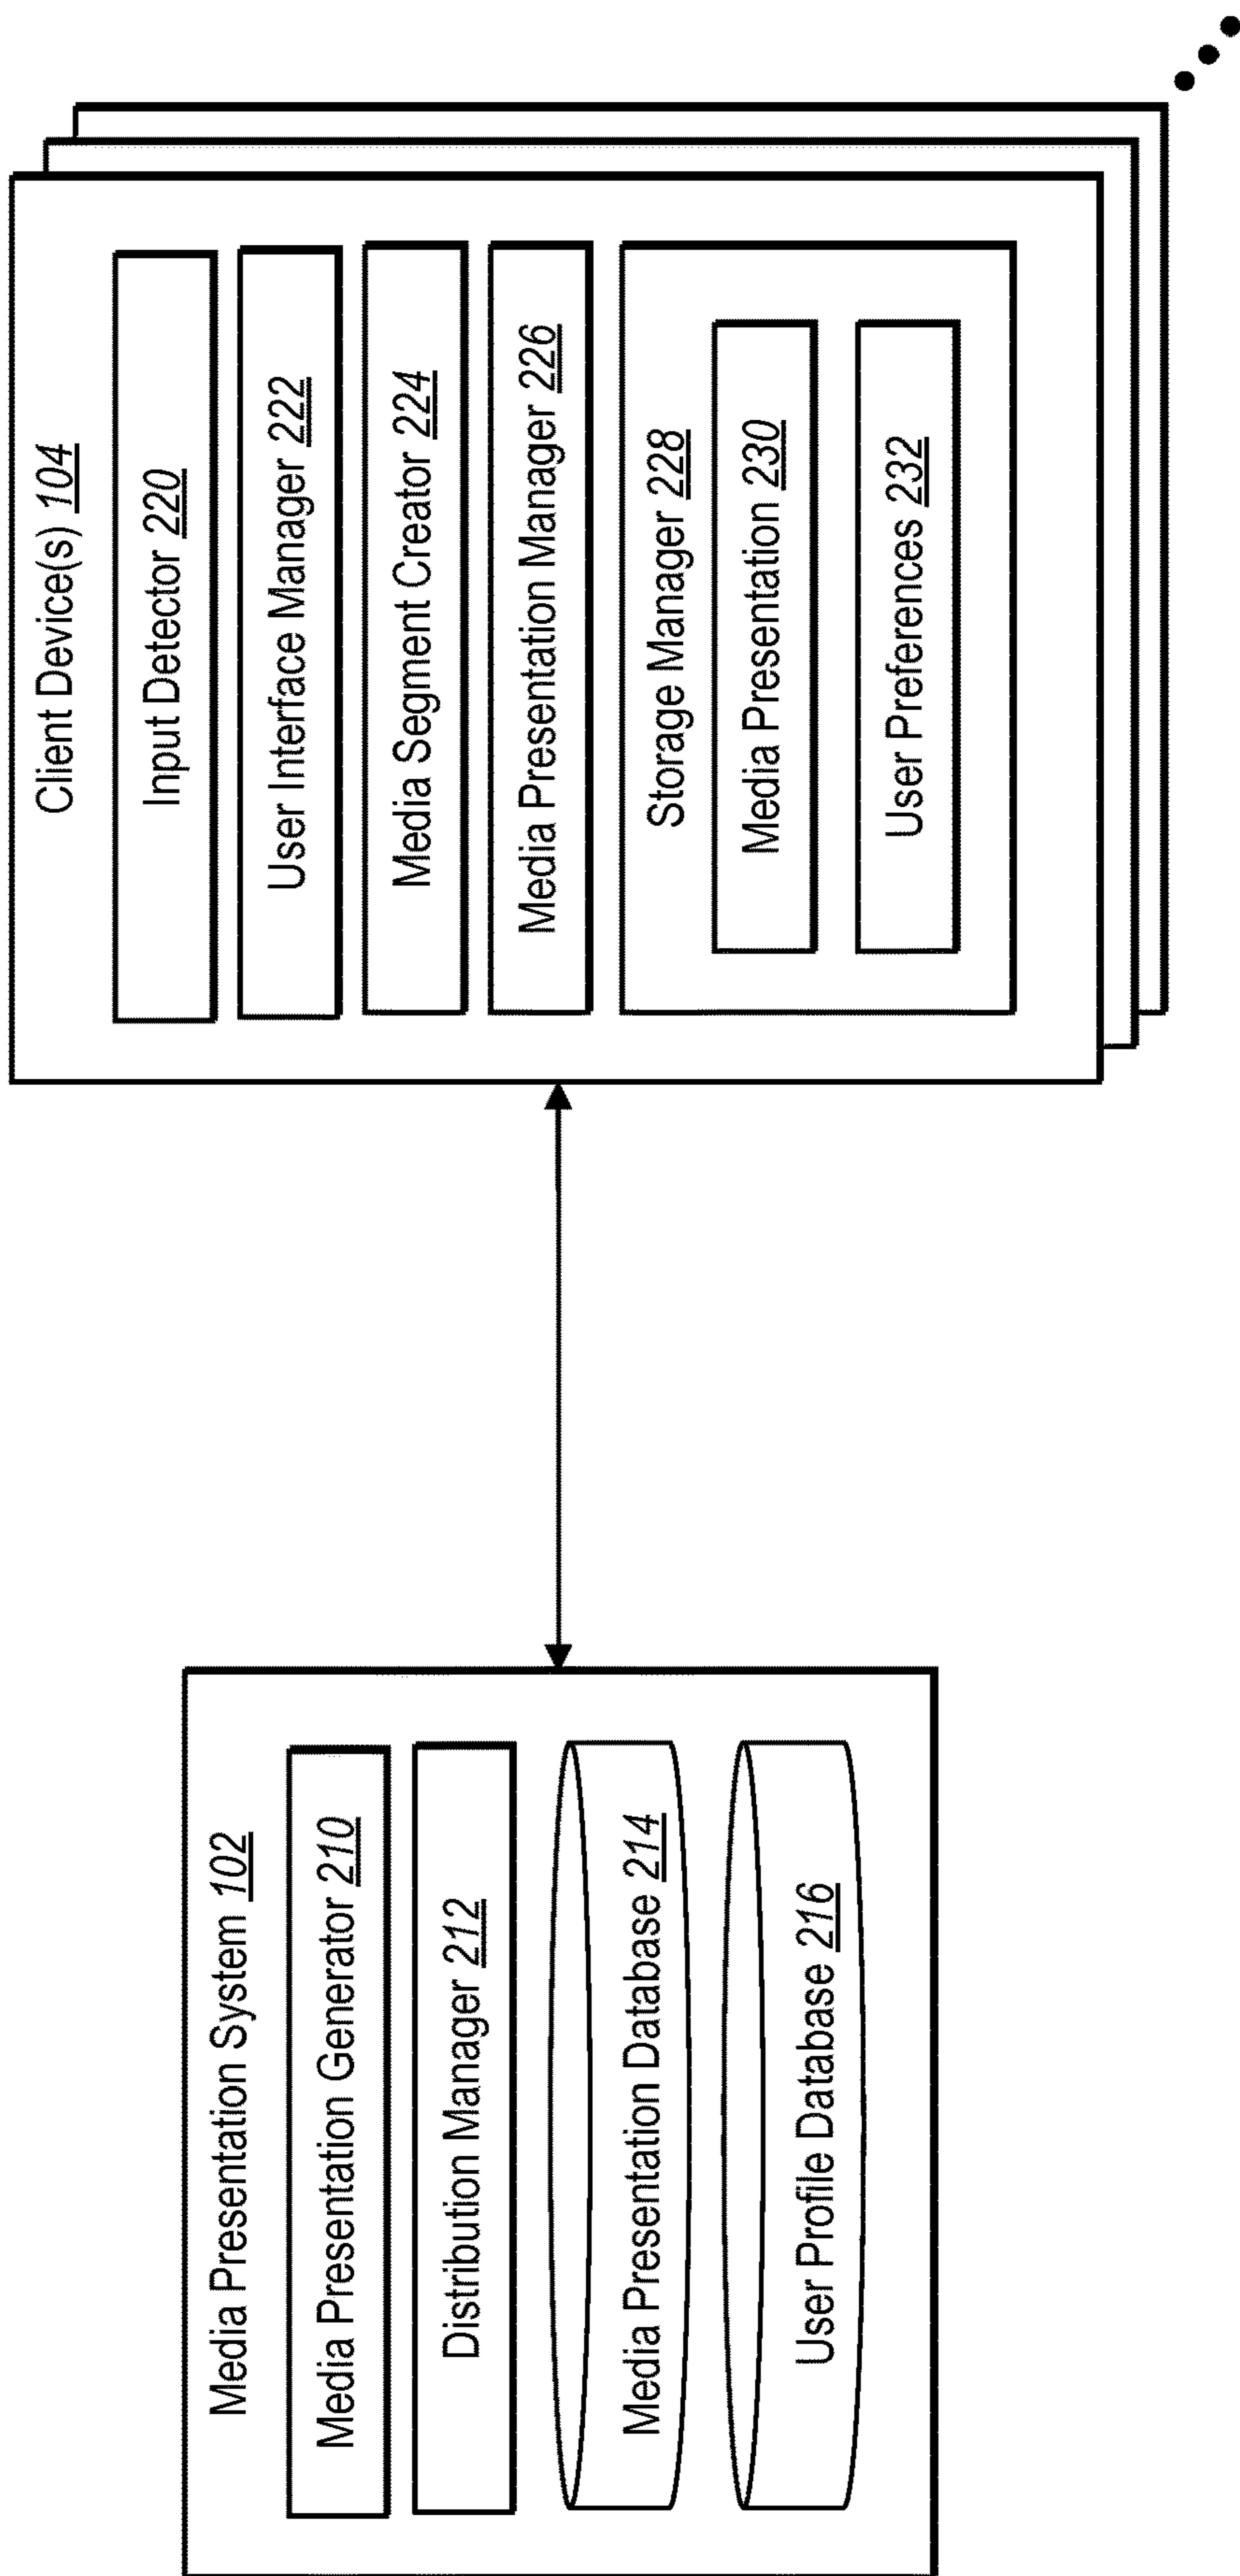 Media Presentation System 102
Media Presentation Generator 210
Distribution Manager 212
Media Presentation Database 214
User Profile Database 216
Client Device(s) 104
Input Detector 220
User Interface Manager 222
Media Segment Creator 224
Media Presentation Manager 226
Storage Manager 228
Media Presentation 230
User Preferences 232